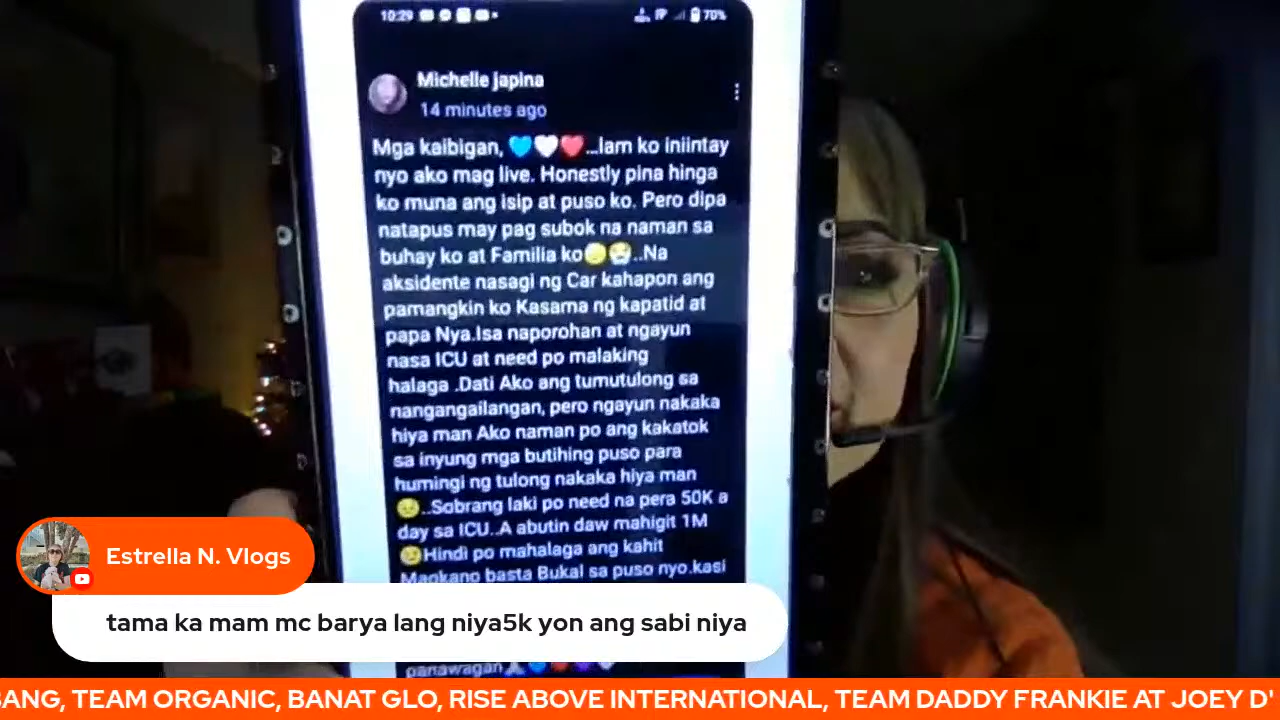 10:29
70%
Michelle Japina
14 minutes ago
Mga kaibigan, 💙🤍❤️...lam ko iniintay
nyo ako mag live. Honestly pina hinga
ko muna ang isip at puso ko. Pero dipa
natapus may pag subok na naman sa
buhay ko at Familia ko😔😭..Na
aksidente nasagi ng Car kahapon ang
pamangkin ko Kasama ng kapatid at
papa Nya.Isa naporohan at ngayun
nasa ICU at need po malaking
halaga .Dati Ako ang tumutulong sa
nangangailangan, pero ngayun nakaka
hiya man Ako naman po ang kakatok
sa inyung mga butihing puso para
humingi ng tulong nakaka hiya man
😔..Sobrang laki po need na pera 50K a
day sa ICU..A abutin daw mahigit 1M
😢Hindi po mahalaga ang kahit
Magkano basta Bukal sa puso nyo.kasi
panawagan
Estrella N. Vlogs
tama ka mam mc barya lang niya5k yon ang sabi niya
BANG, TEAM ORGANIC, BANAT GLO, RISE ABOVE INTERNATIONAL, TEAM DADDY FRANKIE AT JOEY D'